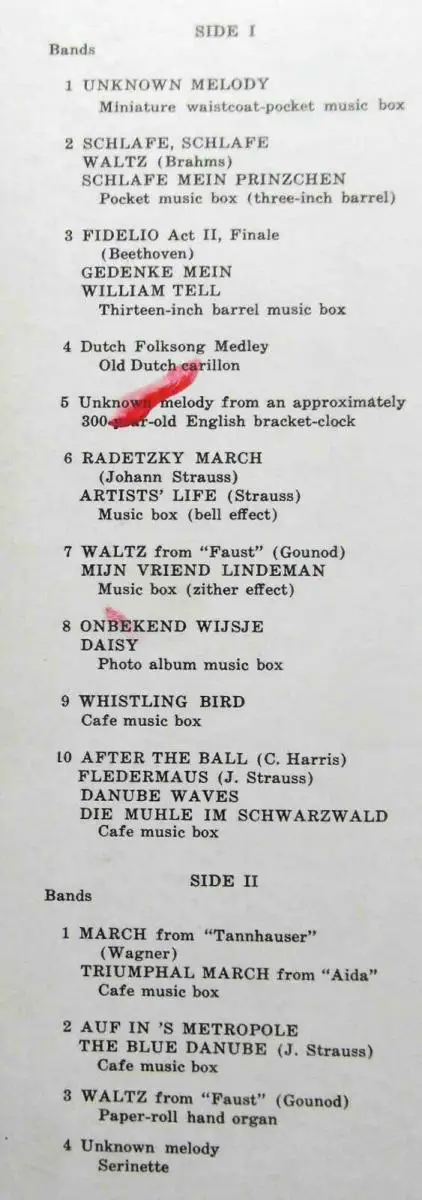 SIDE I
Bands
1 UNKNOWN MELODY
Miniature waistcoat-pocket music box
2 SCHLAFE, SCHLAFE
WALTZ (Brahms)
SCHLAFE MEIN PRINZCHEN
Pocket music box (three-inch barrel)
3 FIDELIO Act II, Finale
(Beethoven)
GEDENKE MEIN
WILLIAM TELL
Thirteen-inch barrel music box
4 Dutch Folksong Medley
Old Dutch carillon
5 Unknown melody from an approximately
300-year-old English bracket-clock
6 RADETZKY MARCH
(Johann Strauss)
ARTISTS' LIFE (Strauss)
Music box (bell effect)
7 WALTZ from "Faust" (Gounod)
MIJN VRIEND LINDEMAN
Music box (zither effect)
8 ONBEKEND WIJSJE
DAISY
Photo album music box
9 WHISTLING BIRD
Cafe music box
10 AFTER THE BALL (C. Harris)
FLEDERMAUS (J. Strauss)
DANUBE WAVES
DIE MUHLE IM SCHWARZWALD
Cafe music box
SIDE II
Bands
1 MARCH from "Tannhauser"
(Wagner)
TRIUMPHAL MARCH from "Aida"
Cafe music box
2 AUF IN 'S METROPOLE
THE BLUE DANUBE (J. Strauss)
Cafe music box
3 WALTZ from "Faust" (Gounod)
Paper-roll hand organ
4 Unknown melody
Serinette